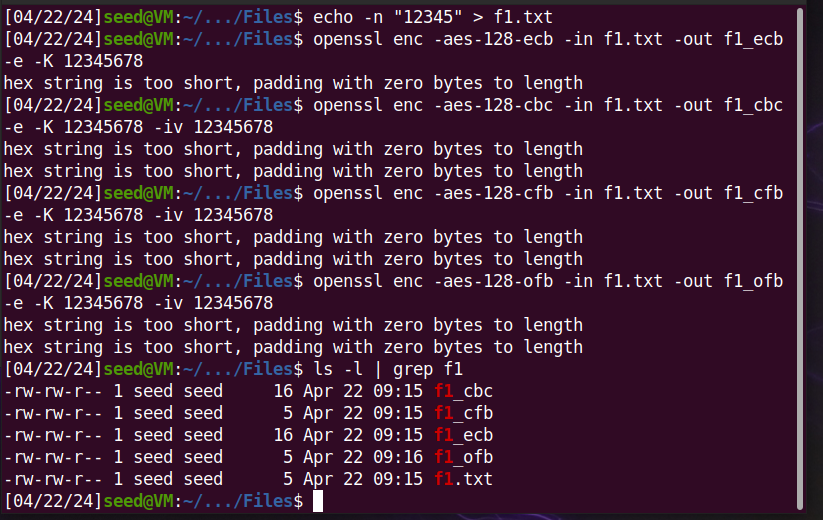 [04/22/24]seed@VM:~/.../Files$ echo -n "12345" > f1.txt
[04/22/24]seed@VM:~/.../Files$ openssl enc -aes-128-ecb -in f1.txt -out f1_ecb
-e -K 12345678
hex string is too short, padding with zero bytes to length
[04/22/24]seed@VM:~/.../Files$ openssl enc -aes-128-cbc -in f1.txt -out f1_cbc
-e -K 12345678 -iv 12345678
hex string is too short, padding with zero bytes to length
hex string is too short, padding with zero bytes to length
[04/22/24]seed@VM:~/.../Files$ openssl enc -aes-128-cfb -in f1.txt -out f1_cfb
-e -K 12345678 -iv 12345678
hex string is too short, padding with zero bytes to length
hex string is too short, padding with zero bytes to length
[04/22/24]seed@VM:~/.../Files$ openssl enc -aes-128-ofb -in f1.txt -out f1_ofb
-e -K 12345678 -iv 12345678
hex string is too short, padding with zero bytes to length
hex string is too short, padding with zero bytes to length
[04/22/24]seed@VM:~/.../Files$ ls -l | grep f1
-rw-rw-r-- 1 seed seed     16 Apr 22 09:15 f1_cbc
-rw-rw-r-- 1 seed seed      5 Apr 22 09:15 f1_cfb
-rw-rw-r-- 1 seed seed     16 Apr 22 09:15 f1_ecb
-rw-rw-r-- 1 seed seed      5 Apr 22 09:16 f1_ofb
-rw-rw-r-- 1 seed seed      5 Apr 22 09:15 f1.txt
[04/22/24]seed@VM:~/.../Files$